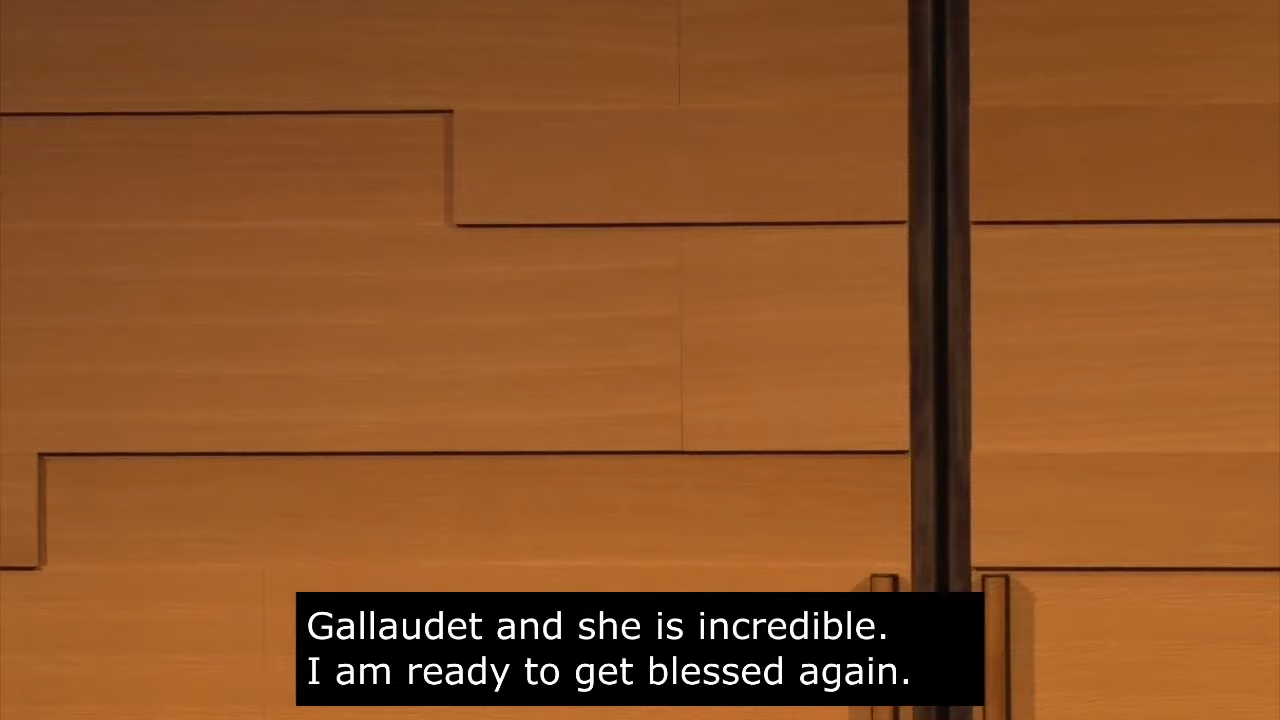 Gallaudet and she is incredible.
I am ready to get blessed again.